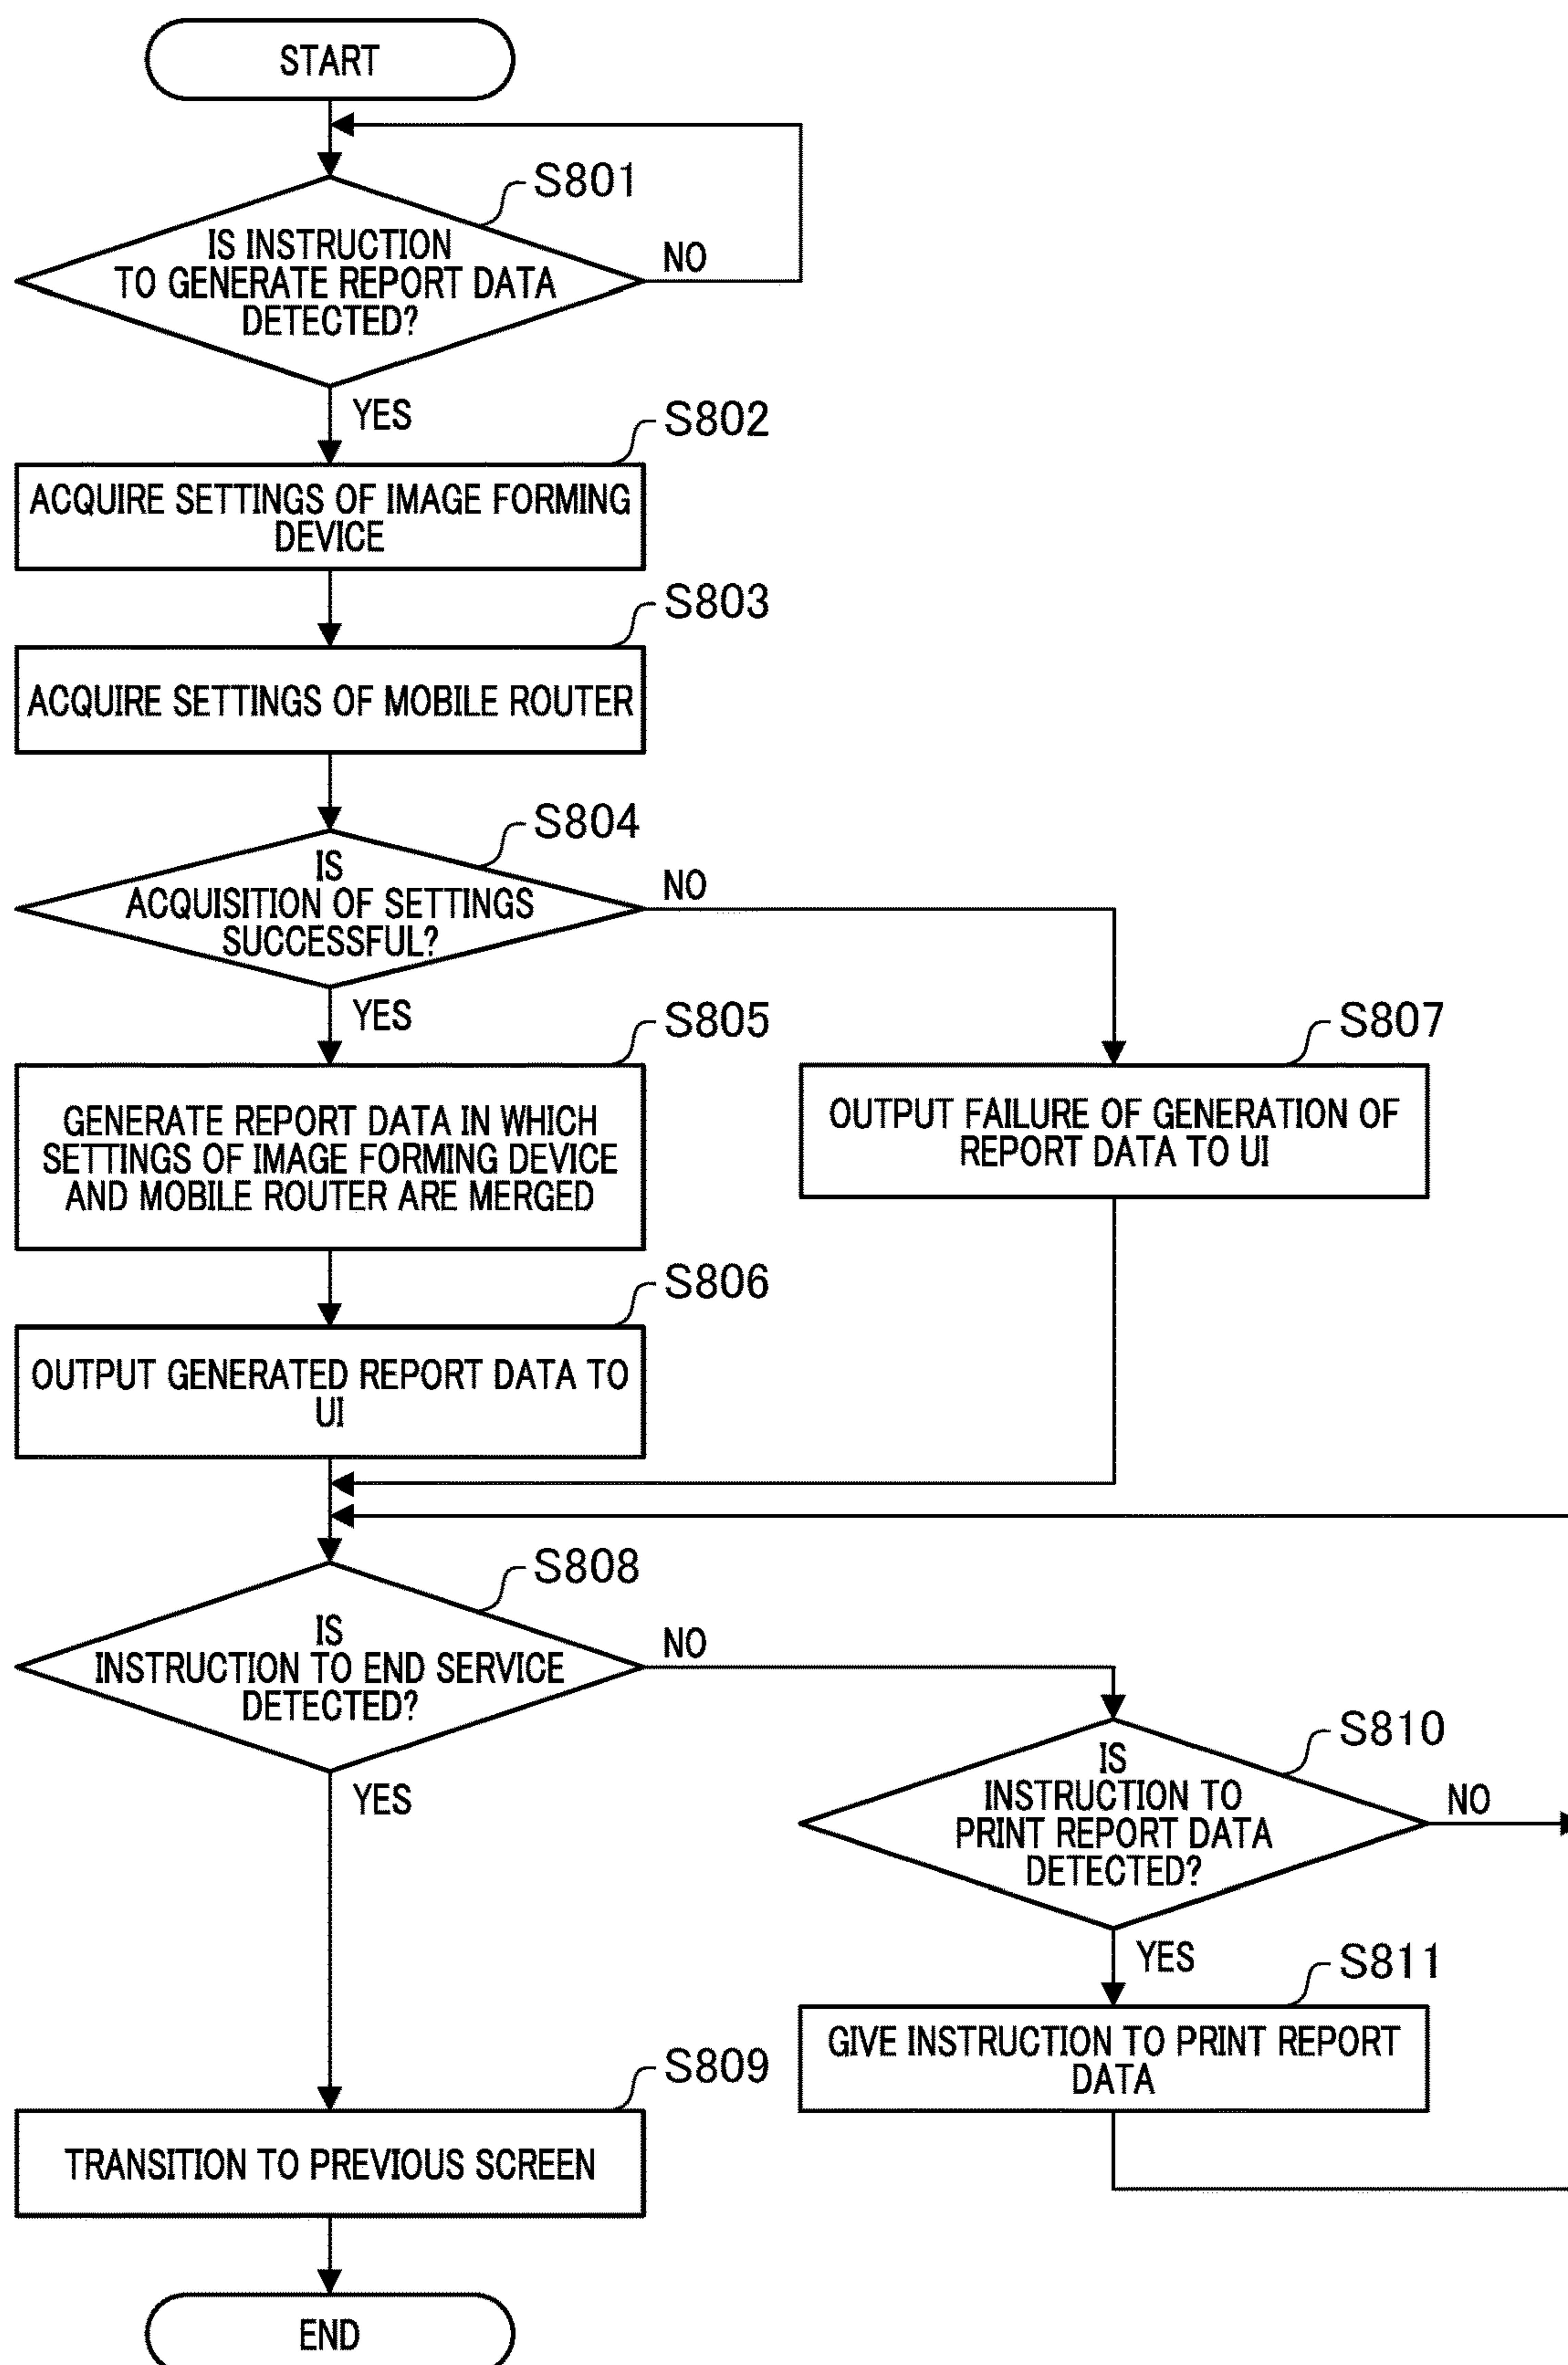 START
S801
IS INSTRUCTION
TO GENERATE REPORT DATA
DETECTED?
NO
YES
S802
ACQUIRE SETTINGS OF IMAGE FORMING
DEVICE
S803
ACQUIRE SETTINGS OF MOBILE ROUTER
S804
IS
ACQUISITION OF SETTINGS
SUCCESSFUL?
NO
YES
S805
GENERATE REPORT DATA IN WHICH
SETTINGS OF IMAGE FORMING DEVICE
AND MOBILE ROUTER ARE MERGED
S807
OUTPUT FAILURE OF GENERATION OF
REPORT DATA TO UI
S806
OUTPUT GENERATED REPORT DATA TO
UI
S808
IS
INSTRUCTION TO END SERVICE
DETECTED?
NO
YES
S810
IS
INSTRUCTION TO
PRINT REPORT DATA
DETECTED?
NO
YES
S811
GIVE INSTRUCTION TO PRINT REPORT
DATA
S809
TRANSITION TO PREVIOUS SCREEN
END